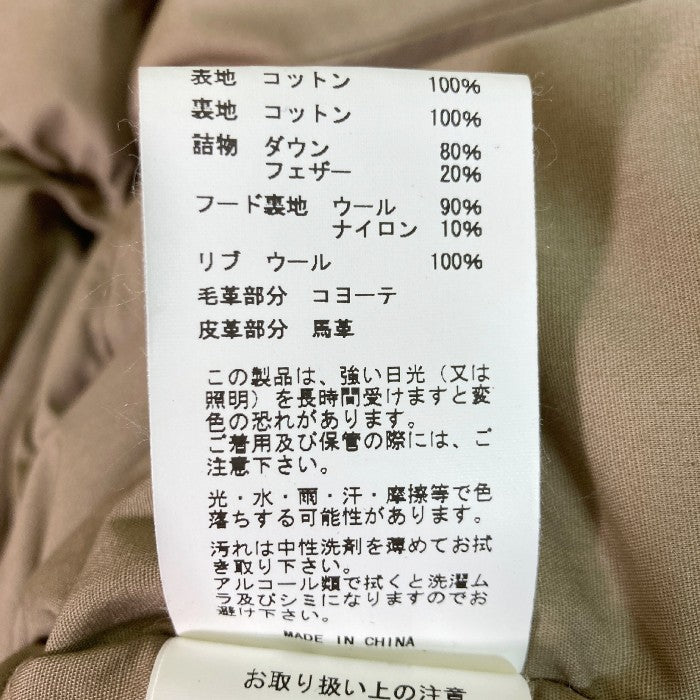 表地 コットン 100%
裏地 コットン 100%
詰物 ダウン 80%
フェザー 20%
フード裏地 ウール 90%
ナイロン 10%
リブ ウール 100%
毛革部分 コヨーテ
皮革部分 馬革
この製品は、強い日光(又は
照明)を長時間受けますと変
色の恐れがあります。
ご着用及び保管の際には、ご
注意下さい。
光・水・雨・汗・摩擦等で色
落ちする可能性があります。
汚れは中性洗剤を薄めてお拭
き取り下さい。
アルコール類で拭くと洗濯ム
ラ及びシミになりますのでお
避け下さい。
MADE IN CHINA
お取り扱い上の注意